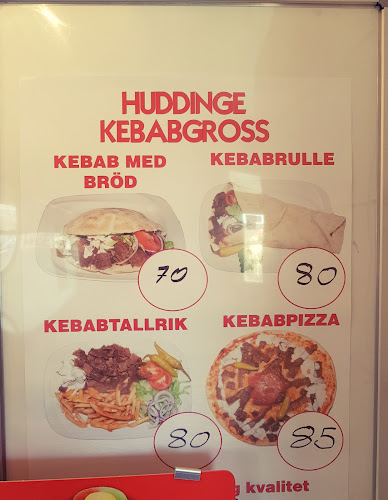 HUDDINGE
KEBABGROSS
KEBAB MED
BRÖD
70
KEBABRULLE
80
KEBABTALLRIK
80
KEBABPIZZA
85
kvalitet